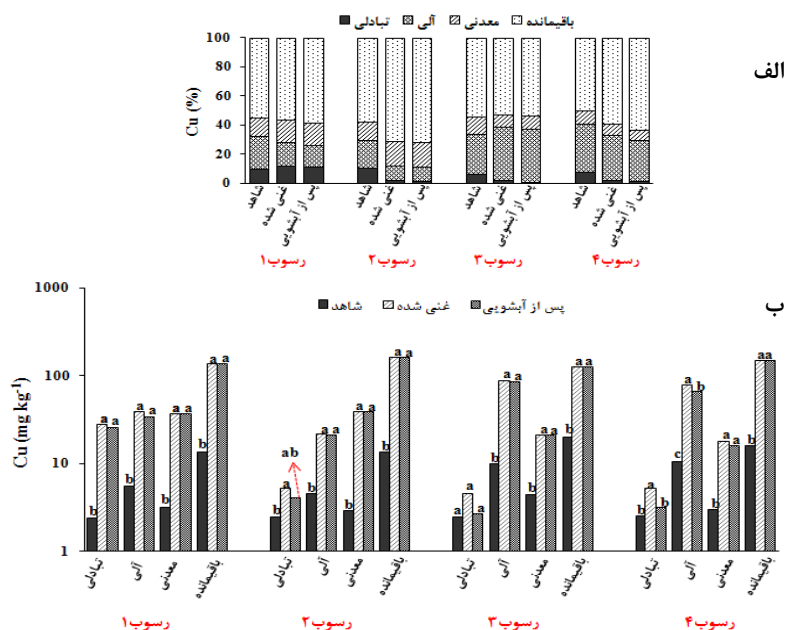 تبادلی آلی معدنی باقیمانده
الف
100
80
60
40
20
0
Cu (%)
شاهد
غنی شده
پس از آبشویی
شاهد
غنی شده
پس از آبشویی
شاهد
غنی شده
پس از آبشویی
شاهد
غنی شده
پس از آبشویی
رسوب۱ رسوب۲ رسوب۳ رسوب۴
ب
شاهد غنی شده پس از آبشویی
1000
100
10
1
Cu (mg kg-1)
b a a b a a b a a b a a
b a ab b a a b a a b a a
a a a b a a b a a b a a
b a b c a b b a a b a a
تبادلی
آلی
معدنی
باقیمانده
تبادلی
آلی
معدنی
باقیمانده
تبادلی
آلی
معدنی
باقیمانده
تبادلی
آلی
معدنی
باقیمانده
رسوب۱ رسوب۲ رسوب۳ رسوب۴